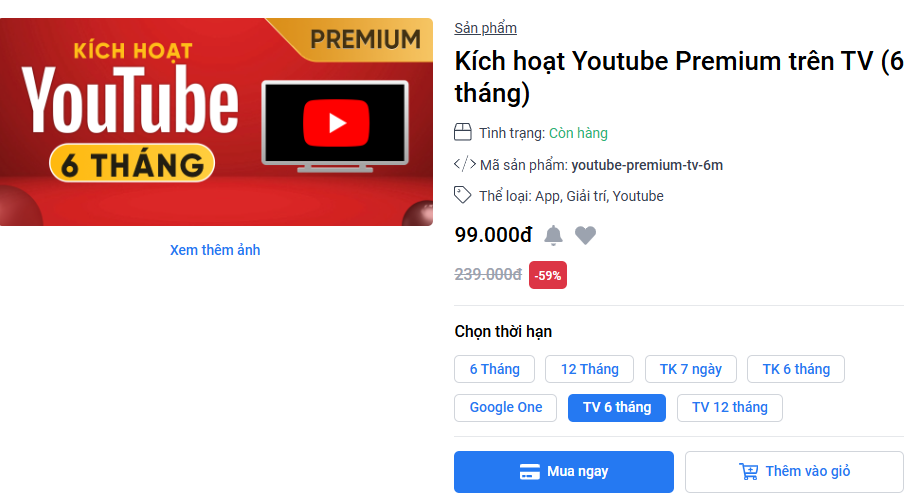 KÍCH HOẠT
PREMIUM
YouTube
6 THÁNG
Xem thêm ảnh
Sản phẩm
Kích hoạt Youtube Premium trên TV (6
tháng)
Tình trạng: Còn hàng
Mã sản phẩm: youtube-premium-tv-6m
Thể loại: App, Giải trí, Youtube
99.000đ
239.000đ -59%
Chọn thời hạn
6 Tháng 12 Tháng TK 7 ngày TK 6 tháng
Google One TV 6 tháng TV 12 tháng
Mua ngay Thêm vào giỏ